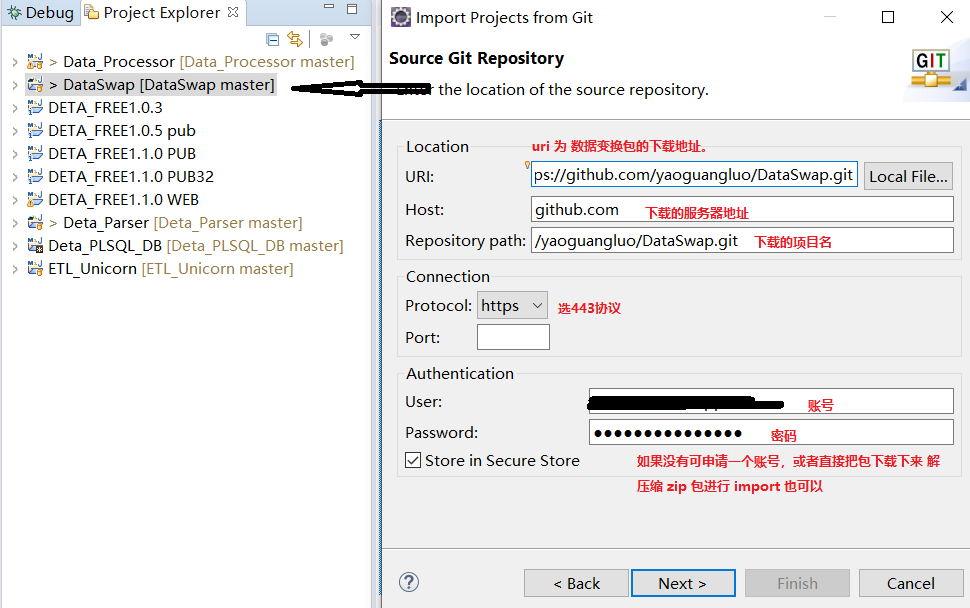 Debug Project Explorer
> Data_Processor [Data_Processor master]
> DataSwap [DataSwap master]
DETA_FREE1.0.3
DETA_FREE1.0.5 pub
DETA_FREE1.1.0 PUB
DETA_FREE1.1.0 PUB32
DETA_FREE1.1.0 WEB
> Deta_Parser [Deta_Parser master]
Deta_PLSQL_DB [Deta_PLSQL_DB master]
ETL_Unicorn [ETL_Unicorn master]
Import Projects from Git
Source Git Repository
GIT
the location of the source repository.
Location uri 为 数据变换包的下载地址。
URI: ps://github.com/yaoguangluo/DataSwap.git Local File...
Host: github.com 下载的服务器地址
Repository path: /yaoguangluo/DataSwap.git 下载的项目名
Connection
Protocol: https 选443协议
Port:
Authentication
User: 账号
Password: ●●●●●●●●●●●●●●● 密码
Store in Secure Store 如果没有可申请一个账号，或者直接把包下载下来 解
压缩 zip 包进行 import 也可以
? < Back Next > Finish Cancel